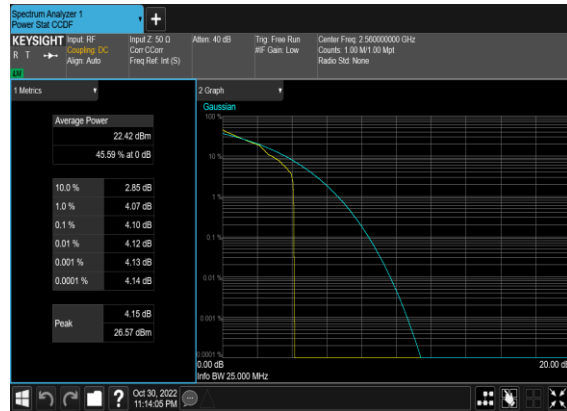 Spectrum Analyzer 1
Power Stat CCDF
KEYSIGHT
R T
LV
Input: RF
Coupling: DC
Align: Auto
Input Z: 50 Ω
Corr CCorr
Freq Ref: Int (S)
Atten: 40 dB
Trig: Free Run
#IF Gain: Low
Center Freq: 2.560000000 GHz
Counts: 1.00 M/1.00 Mpt
Radio Std: None
1 Metrics
Average Power
22.42 dBm
45.59 % at 0 dB
10.0 % 2.85 dB
1.0 % 4.07 dB
0.1 % 4.10 dB
0.01 % 4.12 dB
0.001 % 4.13 dB
0.0001 % 4.14 dB
Peak
4.15 dB
26.57 dBm
2 Graph
Gaussian
100 %
10 %
1 %
0.1 %
0.01 %
0.001 %
0.0001 %
0.00 dB
20.00 dB
Info BW 25.000 MHz
Oct 30, 2022
11:14:05 PM